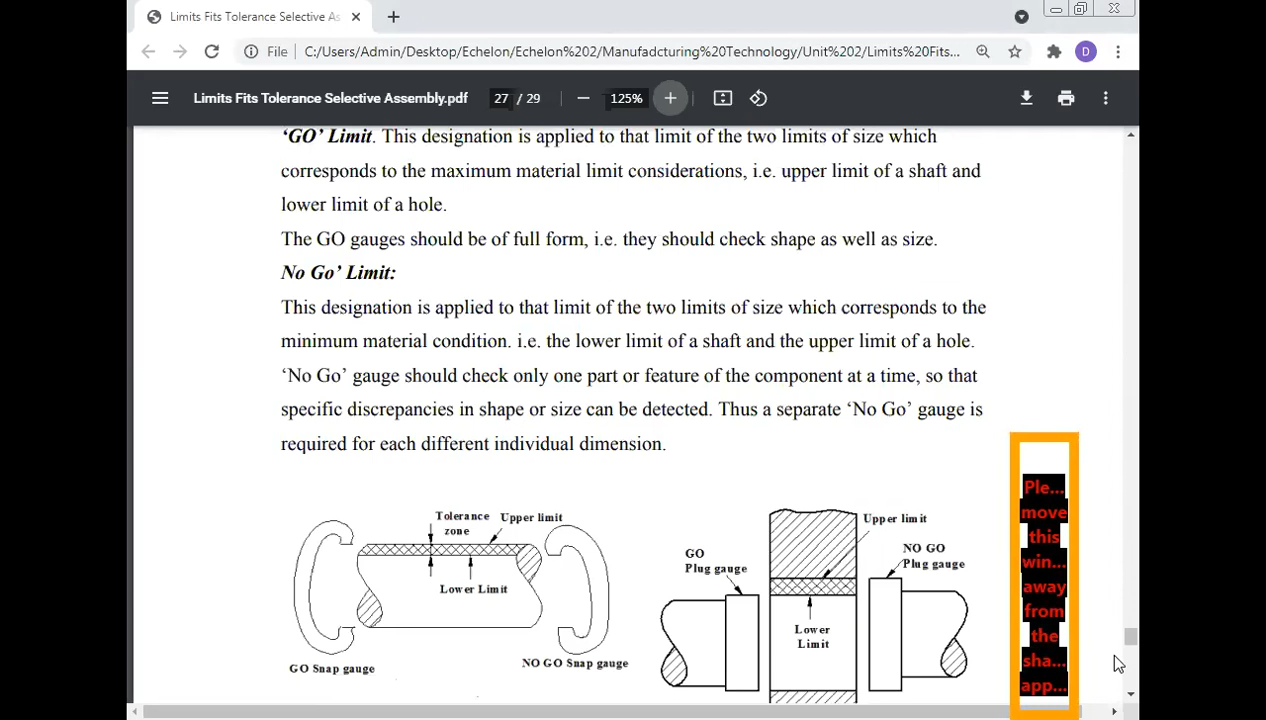 Limits Fits Tolerance Selective As
File C:/Users/Admin/Desktop/Echelon/Echelon%202/Manufadcturing%20Technology/Unit%202/Limits%20Fits... D
Limits Fits Tolerance Selective Assembly.pdf 27 / 29 125%
‘GO’ Limit. This designation is applied to that limit of the two limits of size which
corresponds to the maximum material limit considerations, i.e. upper limit of a shaft and
lower limit of a hole.
The GO gauges should be of full form, i.e. they should check shape as well as size.
No Go’ Limit:
This designation is applied to that limit of the two limits of size which corresponds to the
minimum material condition. i.e. the lower limit of a shaft and the upper limit of a hole.
‘No Go’ gauge should check only one part or feature of the component at a time, so that
specific discrepancies in shape or size can be detected. Thus a separate ‘No Go’ gauge is
required for each different individual dimension.
Tolerance
zone
Upper limit
Lower Limit
GO Snap gauge
NO GO Snap gauge
Upper limit
GO
Plug gauge
NO GO
Plug gauge
Lower
Limit
Ple...
move
this
win...
away
from
the
sha...
app...